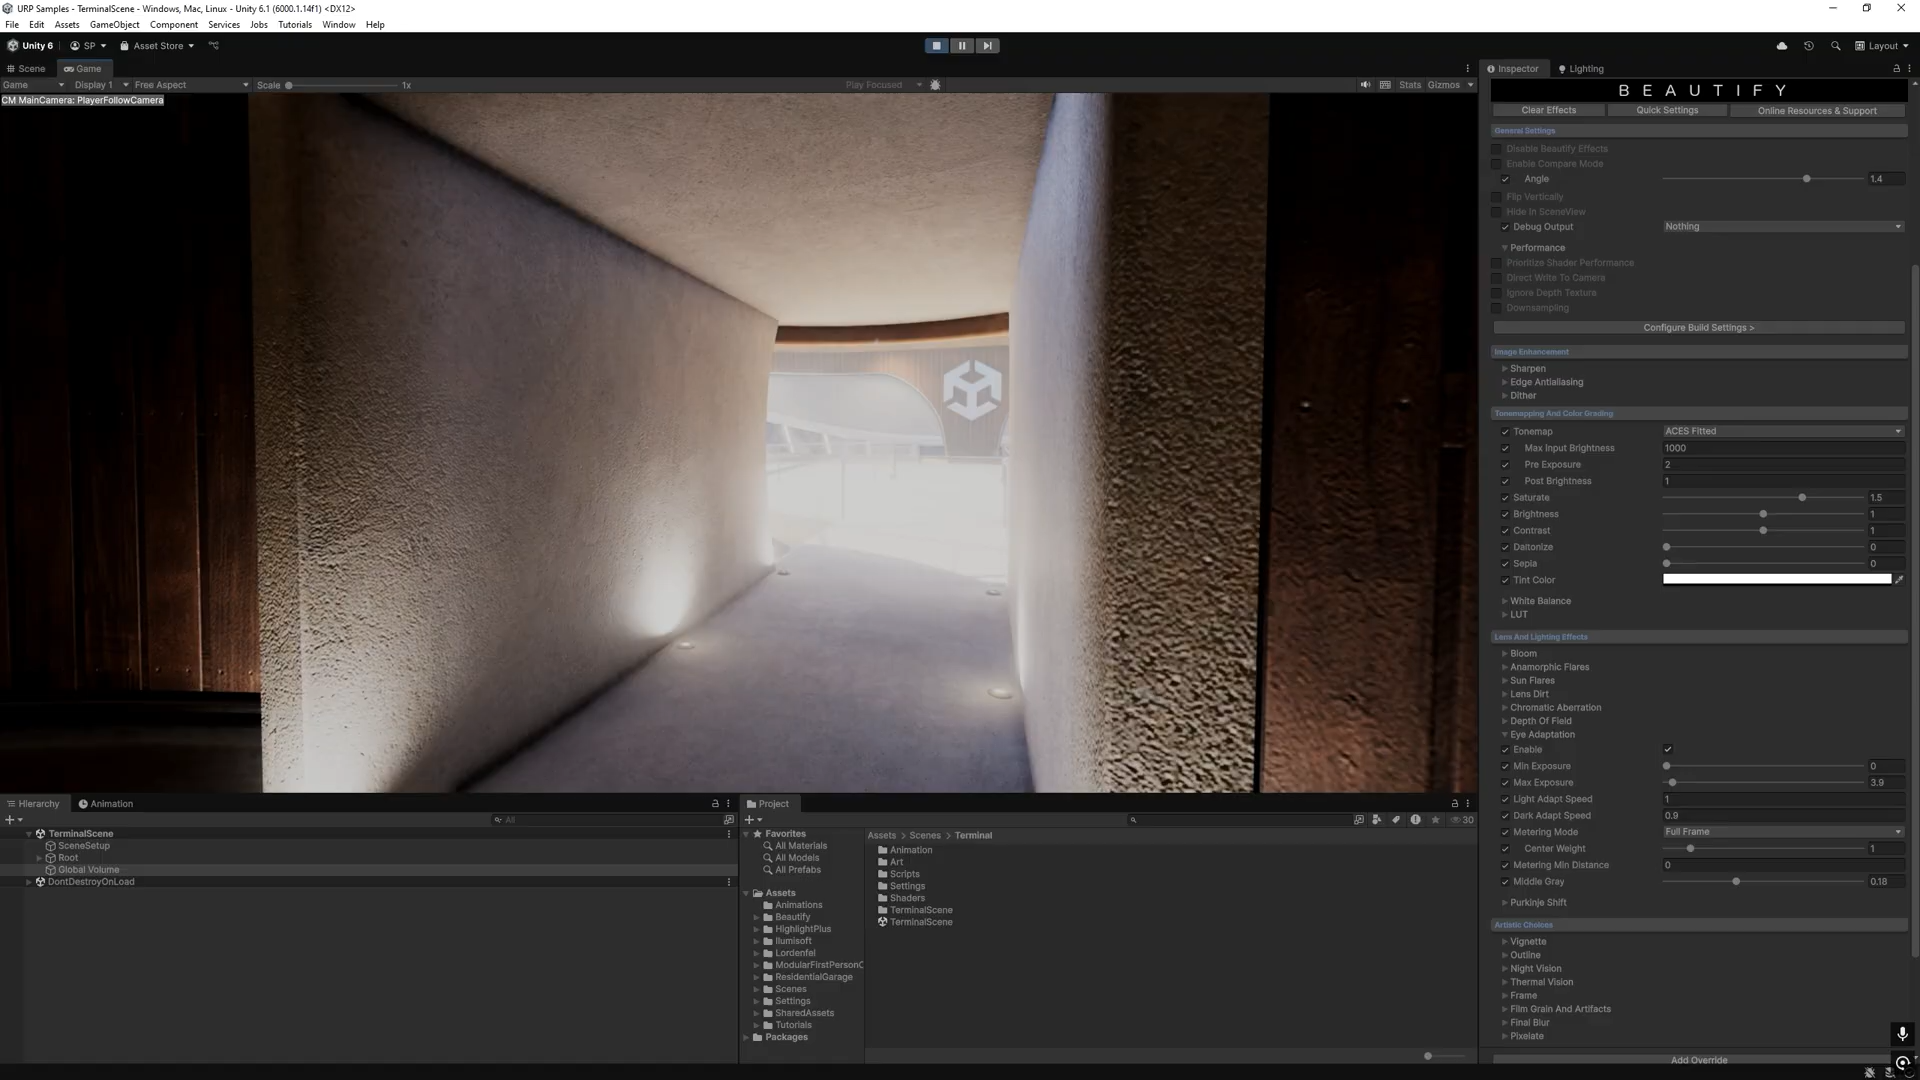 URP Samples - TerminalScene - Windows, Mac, Linux - Unity 6.1 (6000.1.14f1) <DX12>
File Edit Assets GameObject Component Services Jobs Tutorials Window Help
Unity 6 SP Asset Store Layout
Scene Game
Game Display 1 Free Aspect Scale 1x Play Focused Stats Gizmos
CM MainCamera: PlayerFollowCamera
Inspector Lighting
BEAUTIFY
Clear Effects Quick Settings Online Resources & Support
General Settings
Disable Beautify Effects
Enable Compare Mode
Angle 1.4
Flip Vertically
Hide In SceneView
Debug Output Nothing
Performance
Prioritize Shader Performance
Direct Write To Camera
Ignore Depth Texture
Downsampling
Configure Build Settings >
Image Enhancement
Sharpen
Edge Antialiasing
Dither
Tonemapping And Color Grading
Tonemap ACES Fitted
Max Input Brightness 1000
Pre Exposure 2
Post Brightness 1
Saturate 1.5
Brightness 1
Contrast 1
Daltonize 0
Sepia 0
Tint Color
White Balance
LUT
Lens And Lighting Effects
Bloom
Anamorphic Flares
Sun Flares
Lens Dirt
Chromatic Aberration
Depth Of Field
Eye Adaptation
Enable
Min Exposure 0
Max Exposure 3.9
Light Adapt Speed 1
Dark Adapt Speed 0.9
Metering Mode Full Frame
Center Weight 1
Metering Min Distance 0
Middle Gray 0.18
Purkinje Shift
Artistic Choices
Vignette
Outline
Night Vision
Thermal Vision
Frame
Film Grain And Artifacts
Final Blur
Pixelate
Add Override
Hierarchy Animation
All
TerminalScene
SceneSetup
Root
Global Volume
DontDestroyOnLoad
Project
30
Favorites
All Materials
All Models
All Prefabs
Assets
Animations
Beautify
HighlightPlus
Ilumisoft
Lordenfel
ModularFirstPersonC
ResidentialGarage
Scenes
Settings
SharedAssets
Tutorials
Packages
Assets > Scenes > Terminal
Animation
Art
Scripts
Settings
Shaders
TerminalScene
TerminalScene